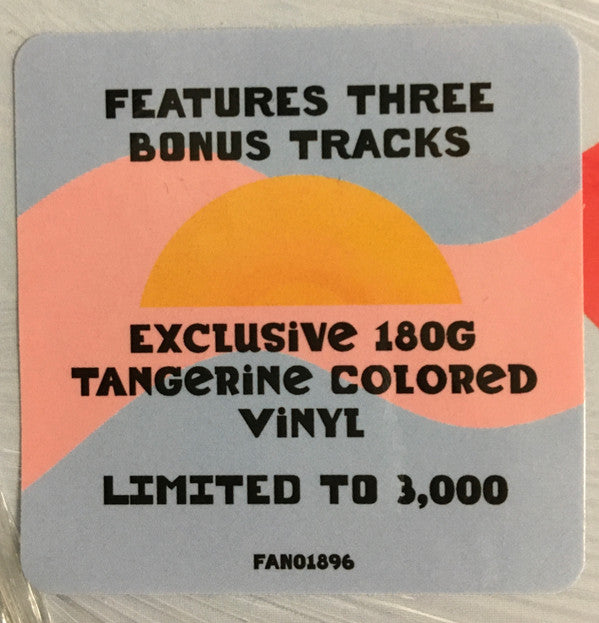 FEATURES THREE
BONUS TRACKS
EXCLUSiVe 180G
TANGeRiNe COLOReD
ViNYL
LIMITED TO 3,000
FAN01896